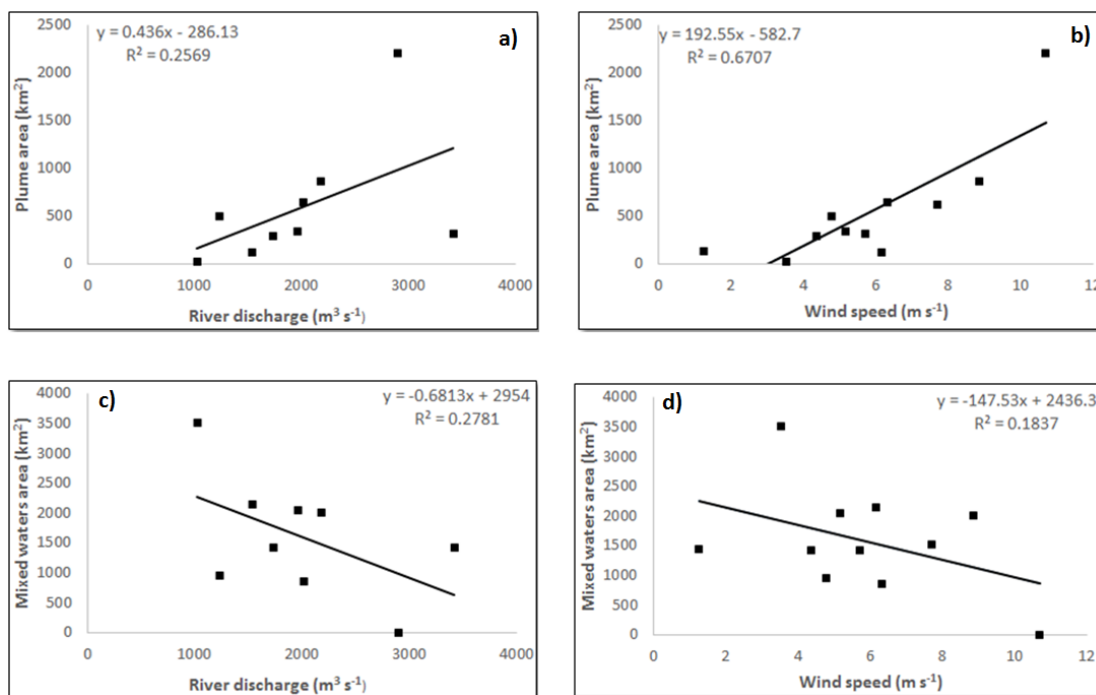 y = 0.436x - 286.13
R² = 0.2569
a)
2500
2000
1500
1000
500
0
Plume area (km²)
0 1000 2000 3000 4000
River discharge (m³ s⁻¹)
y = 192.55x - 582.7
R² = 0.6707
b)
2500
2000
1500
1000
500
0
Plume area (km²)
0 2 4 6 8 10 12
Wind speed (m s⁻¹)
c)
y = -0.6813x + 2954
R² = 0.2781
4000
3500
3000
2500
2000
1500
1000
500
0
Mixed waters area (km²)
0 1000 2000 3000 4000
River discharge (m³ s⁻¹)
d)
y = -147.53x + 2436.3
R² = 0.1837
4000
3500
3000
2500
2000
1500
1000
500
0
Mixed waters area (km²)
0 2 4 6 8 10 12
Wind speed (m s⁻¹)